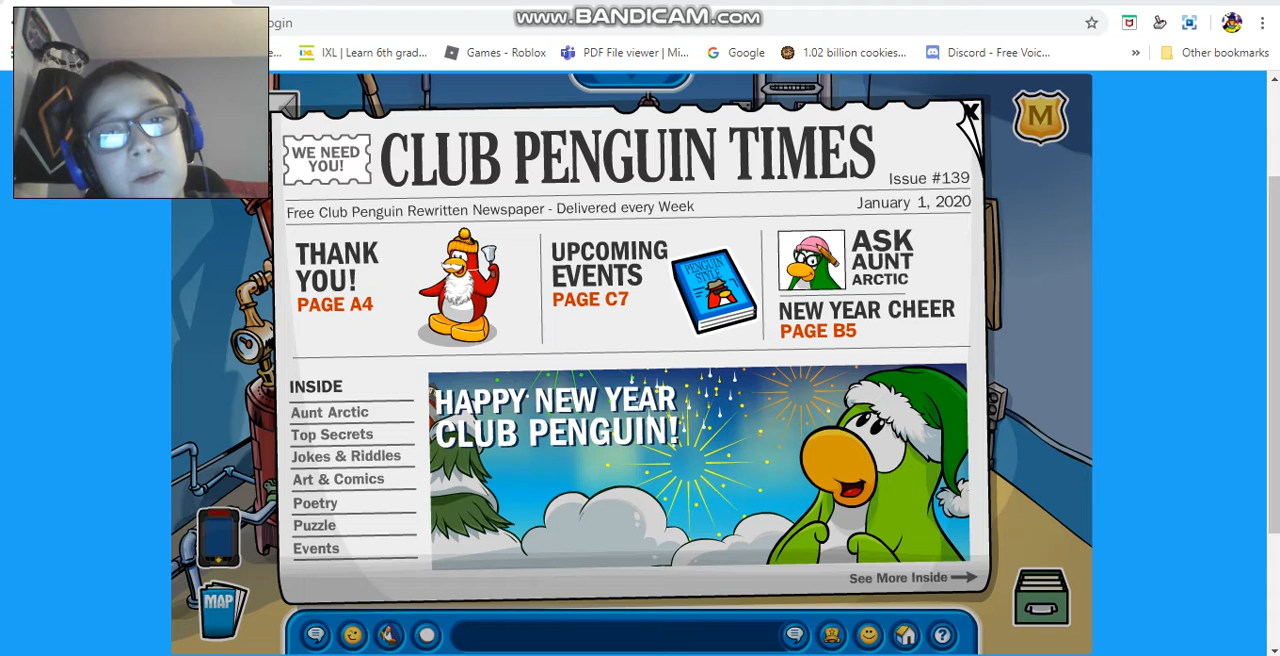 www.BANDICAM.com
ogin
e...
IXL | Learn 6th grad...
Games - Roblox
PDF File viewer | Mi...
Google
1.02 billion cookies...
Discord - Free Voic...
»
Other bookmarks
M
WE NEED
YOU!
CLUB PENGUIN TIMES
X
Issue #139
Free Club Penguin Rewritten Newspaper - Delivered every Week
January 1, 2020
THANK
YOU!
PAGE A4
UPCOMING
EVENTS
PAGE C7
PENGUIN
STYLE
ASK
AUNT
ARCTIC
NEW YEAR CHEER
PAGE B5
INSIDE
Aunt Arctic
Top Secrets
Jokes & Riddles
Art & Comics
Poetry
Puzzle
Events
HAPPY NEW YEAR
CLUB PENGUIN!
See More Inside
MAP
?